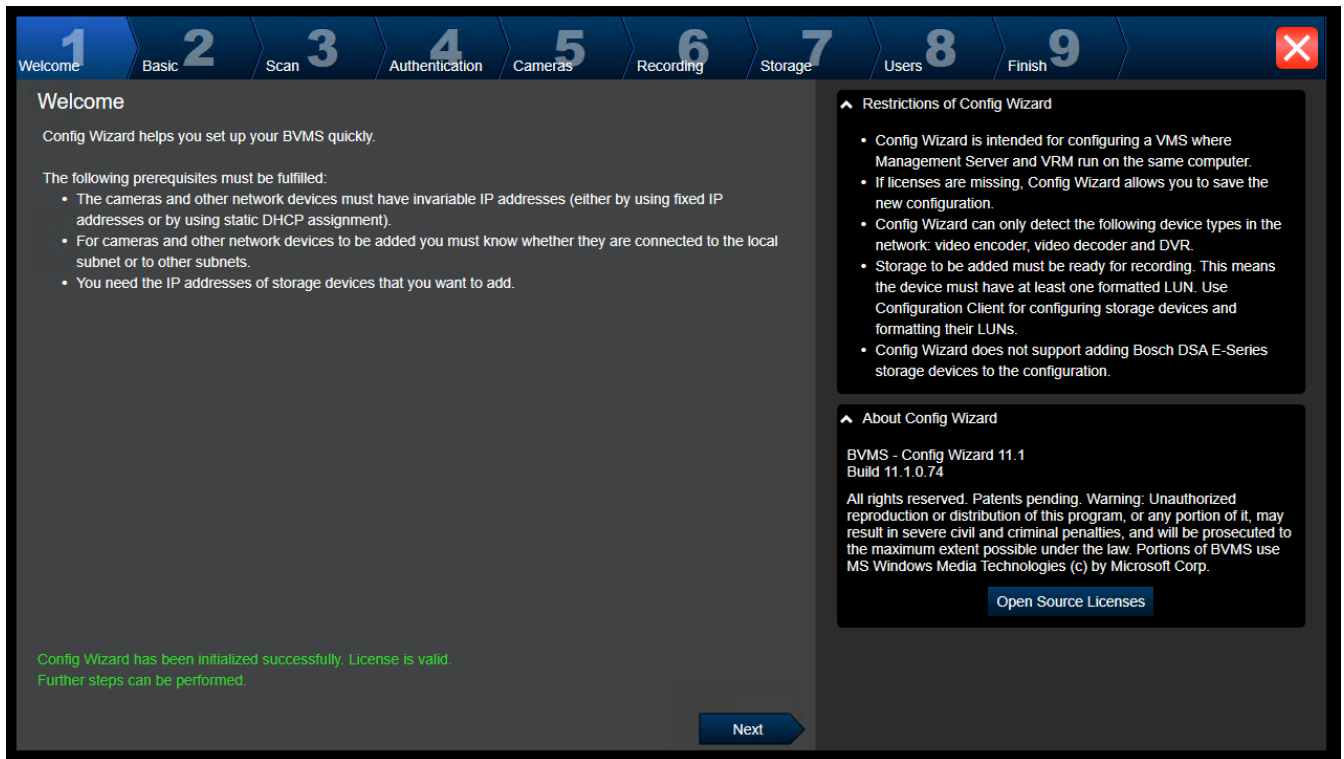 1 Welcome
2 Basic
3 Scan
4 Authentication
5 Cameras
6 Recording
7 Storage
8 Users
9 Finish
Welcome
Config Wizard helps you set up your BVMS quickly.
The following prerequisites must be fulfilled:
• The cameras and other network devices must have invariable IP addresses (either by using fixed IP
addresses or by using static DHCP assignment).
• For cameras and other network devices to be added you must know whether they are connected to the local
subnet or to other subnets.
• You need the IP addresses of storage devices that you want to add.
Config Wizard has been initialized successfully. License is valid.
Further steps can be performed.
Next
Restrictions of Config Wizard
• Config Wizard is intended for configuring a VMS where
Management Server and VRM run on the same computer.
• If licenses are missing, Config Wizard allows you to save the
new configuration.
• Config Wizard can only detect the following device types in the
network: video encoder, video decoder and DVR.
• Storage to be added must be ready for recording. This means
the device must have at least one formatted LUN. Use
Configuration Client for configuring storage devices and
formatting their LUNs.
• Config Wizard does not support adding Bosch DSA E-Series
storage devices to the configuration.
About Config Wizard
BVMS - Config Wizard 11.1
Build 11.1.0.74
All rights reserved. Patents pending. Warning: Unauthorized
reproduction or distribution of this program, or any portion of it, may
result in severe civil and criminal penalties, and will be prosecuted to
the maximum extent possible under the law. Portions of BVMS use
MS Windows Media Technologies (c) by Microsoft Corp.
Open Source Licenses